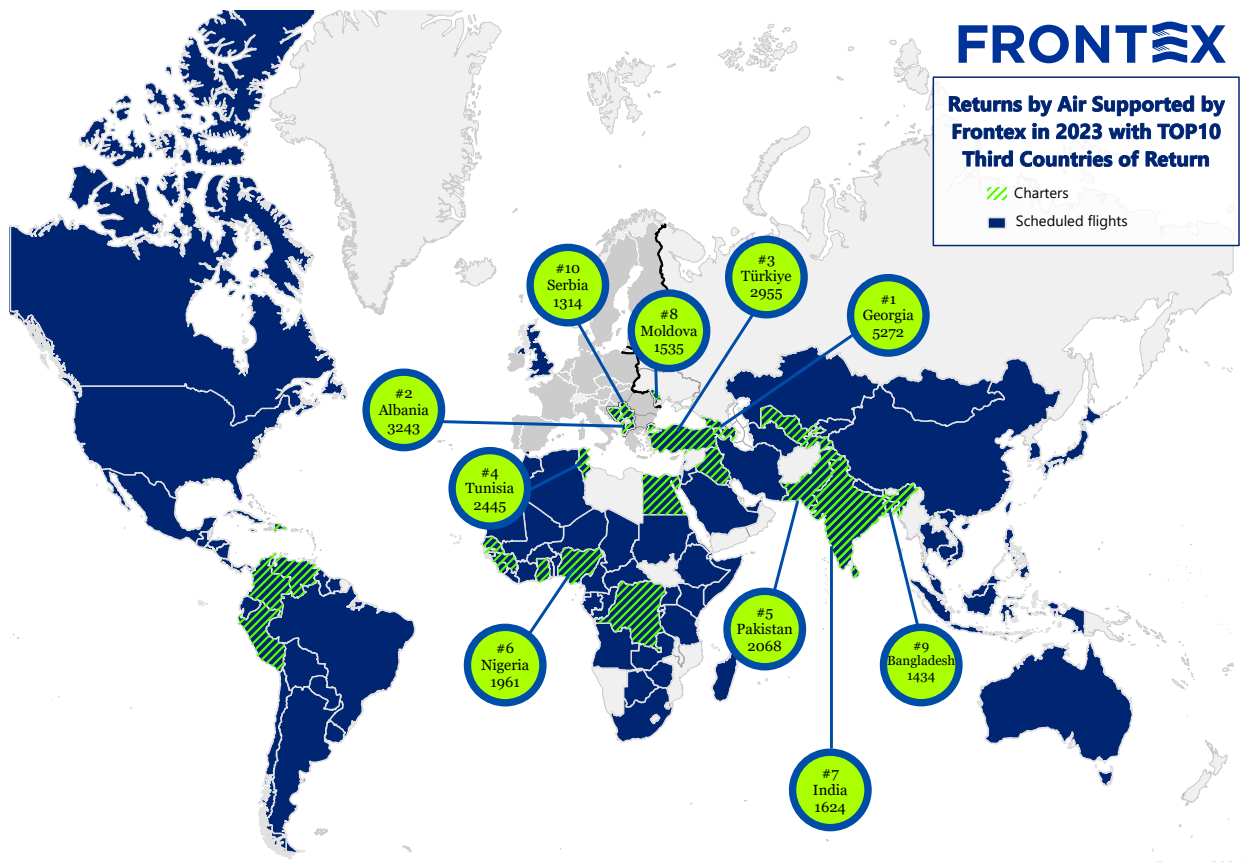 FRONTEX
Returns by Air Supported by
Frontex in 2023 with TOP10
Third Countries of Return
Charters
Scheduled flights
#10
Serbia
1314
#8
Moldova
1535
#3
Türkiye
2955
#1
Georgia
5272
#2
Albania
3243
#4
Tunisia
2445
#6
Nigeria
1961
#5
Pakistan
2068
#9
Bangladesh
1434
#7
India
1624